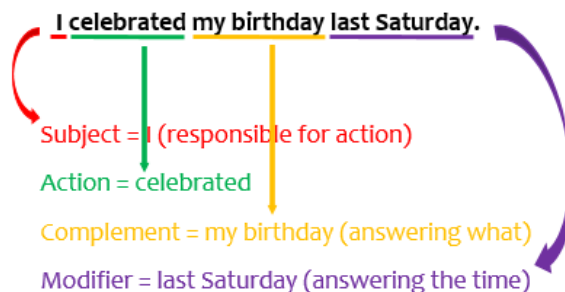 I celebrated my birthday last Saturday.
Subject = I (responsible for action)
Action = celebrated
Complement = my birthday (answering what)
Modifier = last Saturday (answering the time)